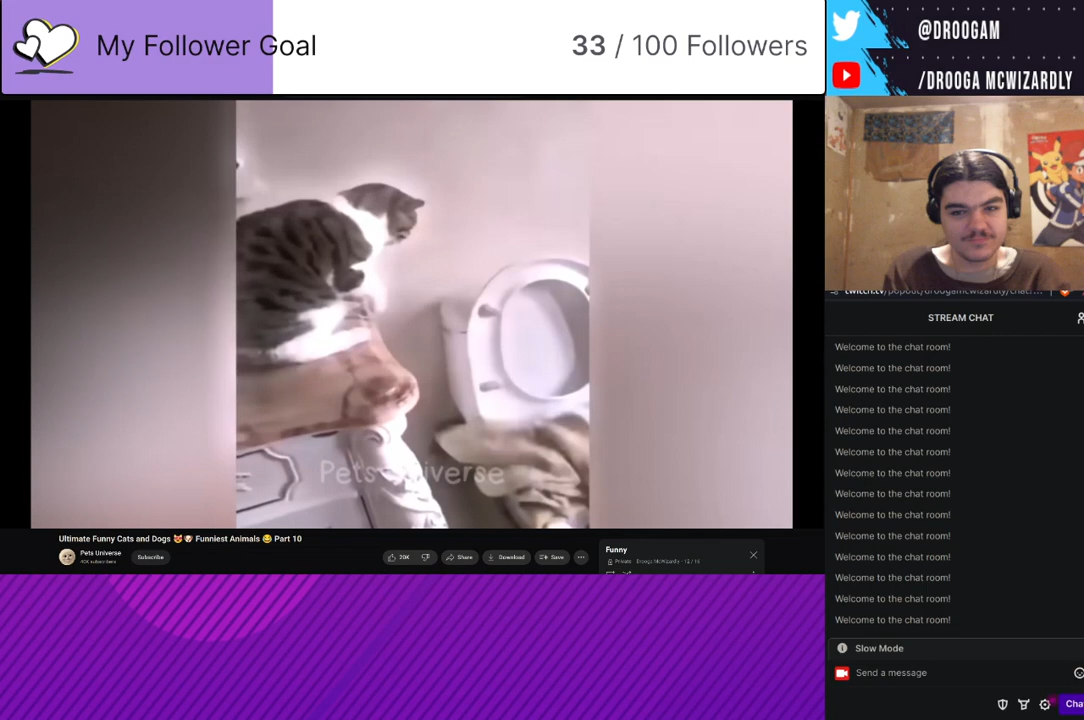 My Follower Goal
33 / 100 Followers
@DROOGAM
/DROOGA MCWIZARDLY
STREAM CHAT
Welcome to the chat room!
Welcome to the chat room!
Welcome to the chat room!
Welcome to the chat room!
Welcome to the chat room!
Welcome to the chat room!
Welcome to the chat room!
Welcome to the chat room!
Welcome to the chat room!
Welcome to the chat room!
Welcome to the chat room!
Welcome to the chat room!
Welcome to the chat room!
Welcome to the chat room!
Slow Mode
Send a message
Cha
Pets Universe
Ultimate Funny Cats and Dogs 😻🐶 Funniest Animals 😂 Part 10
Pets Universe
Subscribe
20K
Share
Download
Save
Funny
Private